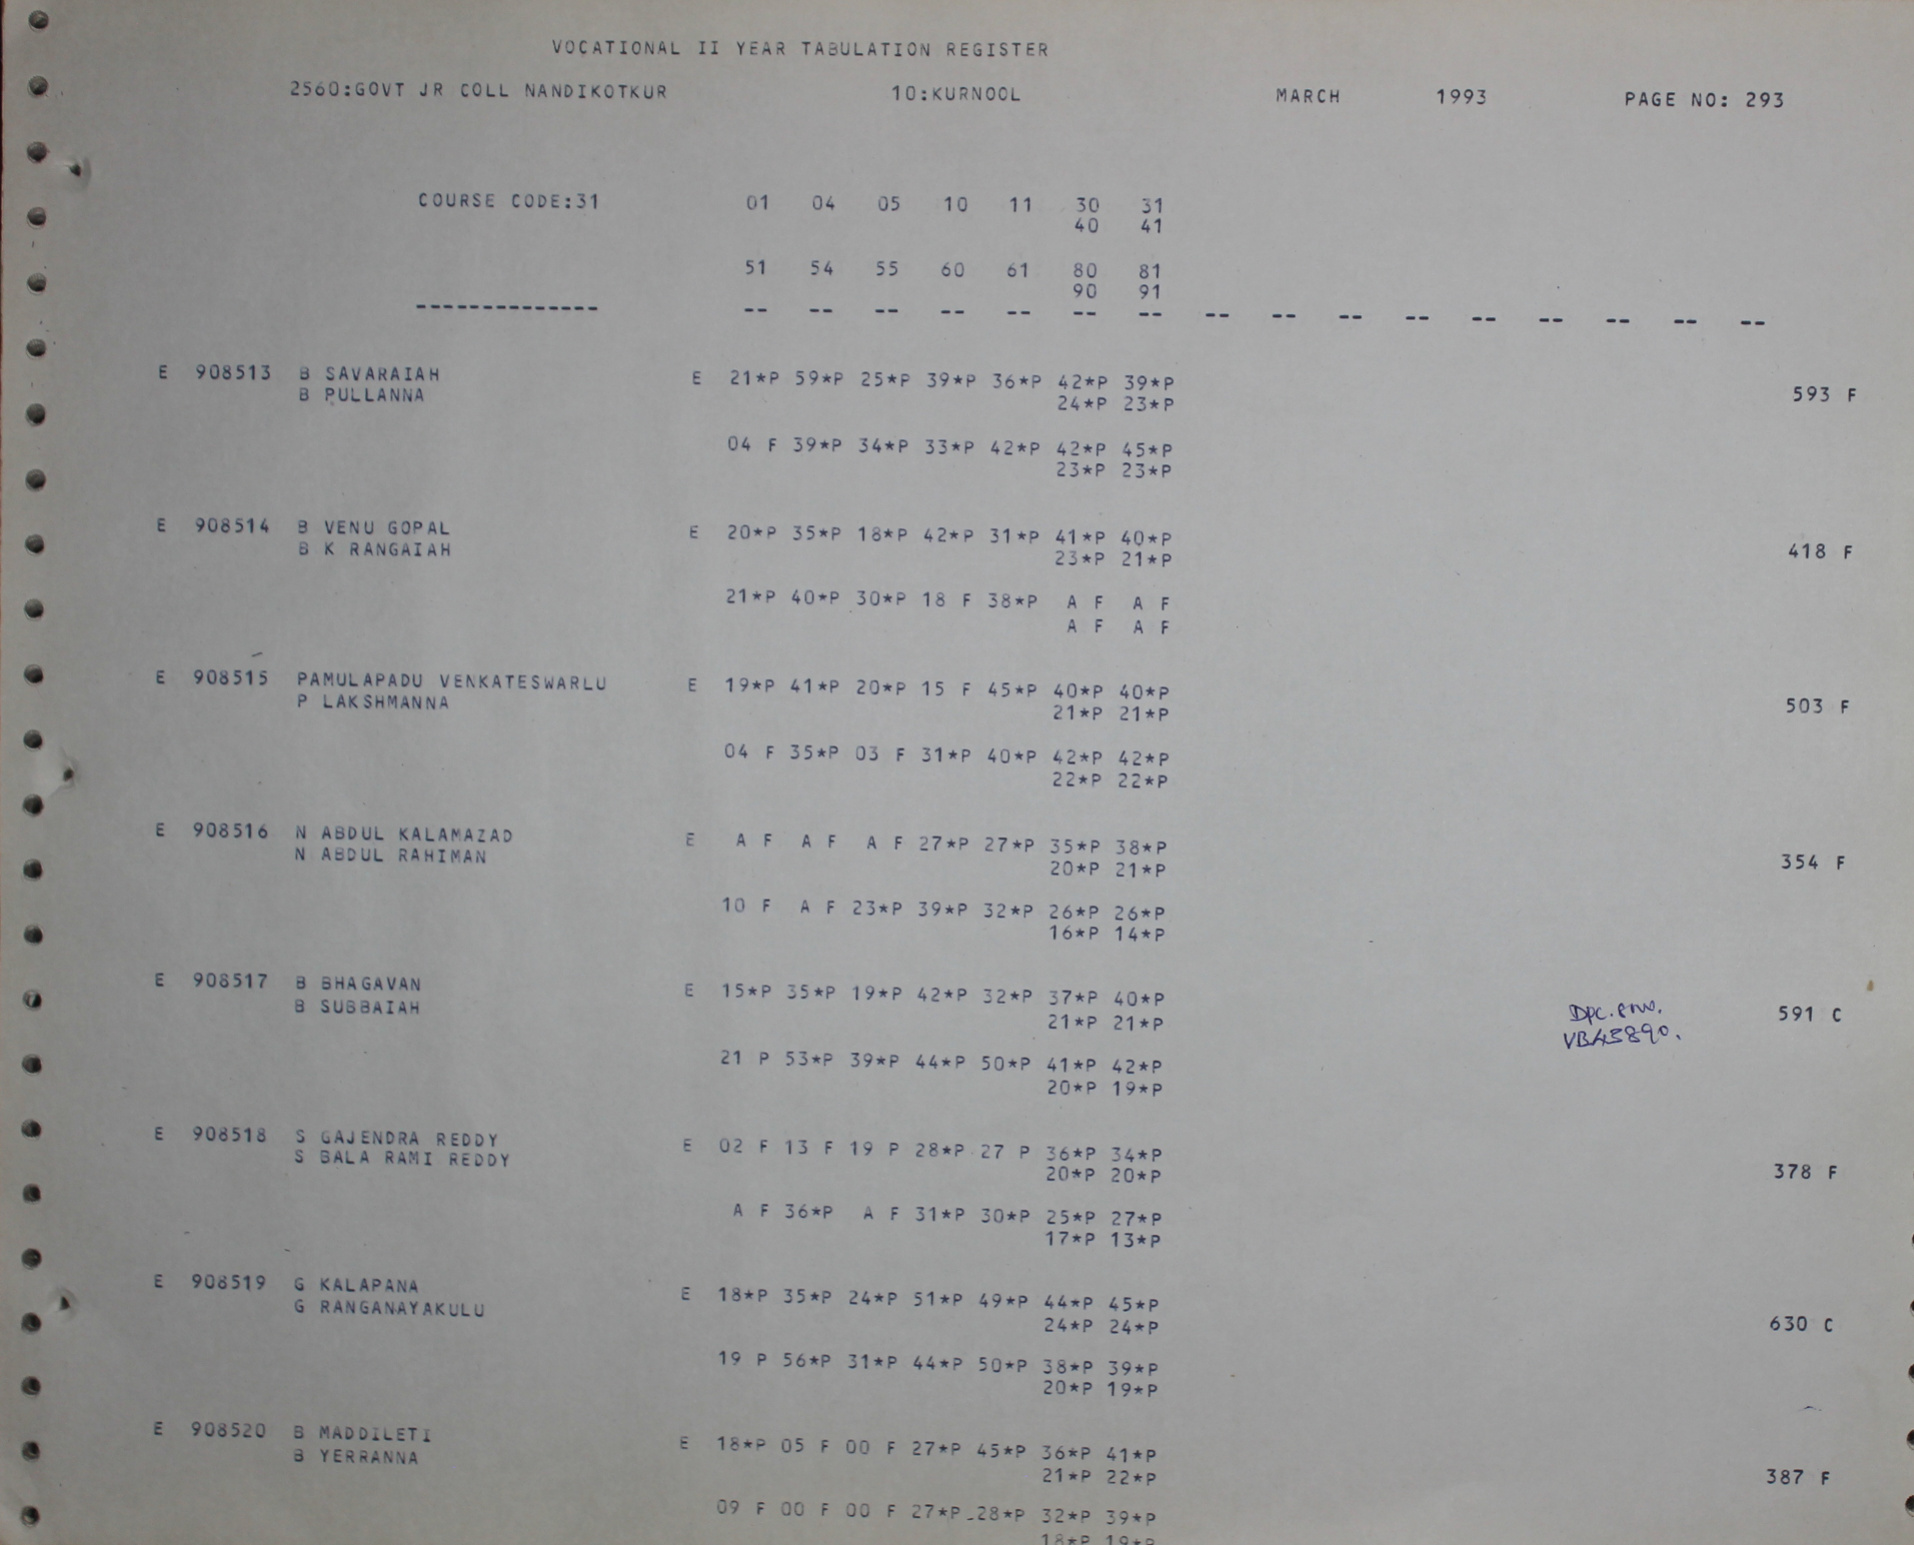 VOCATIONAL II YEAR TABULATION REGISTER
2560:GOVT JR COLL NANDIKOTKUR 10:KURNOOL MARCH 1993 PAGE NO: 293
COURSE CODE:31 01 04 05 10 11 30 31
40 41
51 54 55 60 61 80 81
90 91
-------------- -- -- -- -- -- -- -- -- -- -- -- -- -- -- -- --
E 908513 B SAVARAIAH E 21*P 59*P 25*P 39*P 36*P 42*P 39*P
B PULLANNA 24*P 23*P 593 F
04 F 39*P 34*P 33*P 42*P 42*P 45*P
23*P 23*P
E 908514 B VENU GOPAL E 20*P 35*P 18*P 42*P 31*P 41*P 40*P
B K RANGAIAH 23*P 21*P 418 F
21*P 40*P 30*P 18 F 38*P A F A F
A F A F
E 908515 PAMULAPADU VENKATESWARLU E 19*P 41*P 20*P 15 F 45*P 40*P 40*P
P LAKSHMANNA 21*P 21*P 503 F
04 F 35*P 03 F 31*P 40*P 42*P 42*P
22*P 22*P
E 908516 N ABDUL KALAMAZAD E A F A F A F 27*P 27*P 35*P 38*P
N ABDUL RAHIMAN 20*P 21*P 354 F
10 F A F 23*P 39*P 32*P 26*P 26*P
16*P 14*P
E 908517 B BHAGAVAN E 15*P 35*P 19*P 42*P 32*P 37*P 40*P
B SUBBAIAH 21*P 21*P DPC. 591 C
VB45890.
21 P 53*P 39*P 44*P 50*P 41*P 42*P
20*P 19*P
E 908518 S GAJENDRA REDDY E 02 F 13 F 19 P 28*P 27 P 36*P 34*P
S BALA RAMI REDDY 20*P 20*P 378 F
A F 36*P A F 31*P 30*P 25*P 27*P
17*P 13*P
E 908519 G KALAPANA E 18*P 35*P 24*P 51*P 49*P 44*P 45*P
G RANGANAYAKULU 24*P 24*P 630 C
19 P 56*P 31*P 44*P 50*P 38*P 39*P
20*P 19*P
E 908520 B MADDILETI E 18*P 05 F 00 F 27*P 45*P 36*P 41*P
B YERRANNA 21*P 22*P 387 F
09 F 00 F 00 F 27*P 28*P 32*P 39*P
18*P 19*P